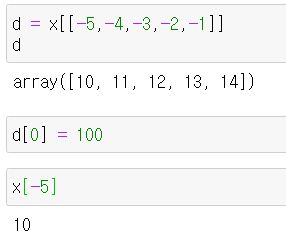 d = x[[-5,-4,-3,-2,-1]]
d
array([10, 11, 12, 13, 14])
d[0] = 100
x[-5]
10